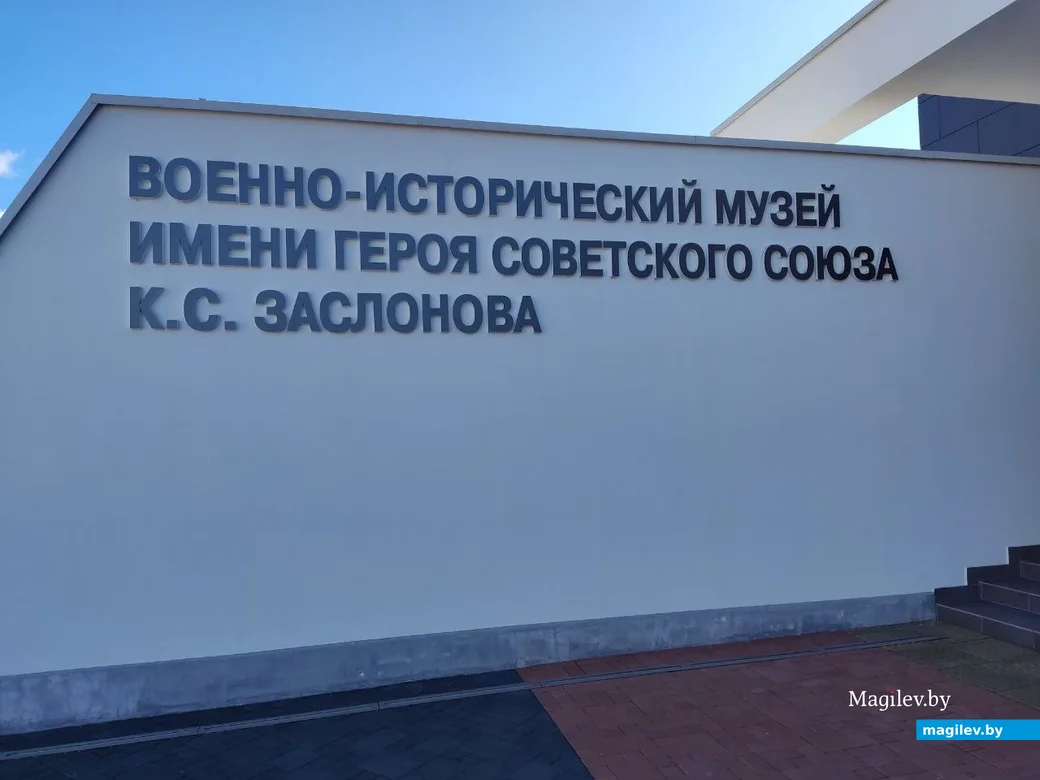 ВОЕННО-ИСТОРИЧЕСКИЙ МУЗЕЙ
ИМЕНИ ГЕРОЯ СОВЕТСКОГО СОЮЗА
К.С. ЗАСЛОНОВА
Magilev.by
magilev.by